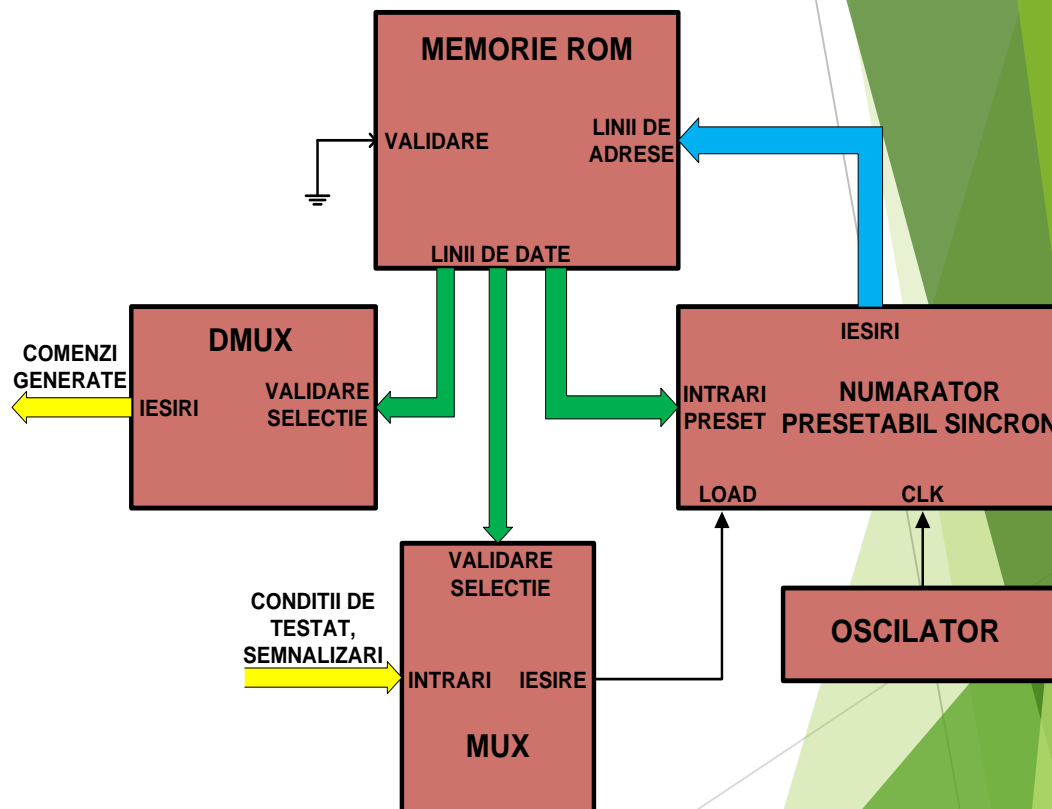 MEMORIE ROM
VALIDARE
LINII DE
ADRESE
LINII DE DATE
DMUX
COMENZI
GENERATE
IESIRI
VALIDARE
SELECTIE
IESIRI
INTRARI
PRESET
NUMARATOR
PRESETABIL SINCRON
LOAD
CLK
VALIDARE
SELECTIE
CONDITII DE
TESTAT,
SEMNALIZARI
INTRARI
IESIRE
MUX
OSCILATOR